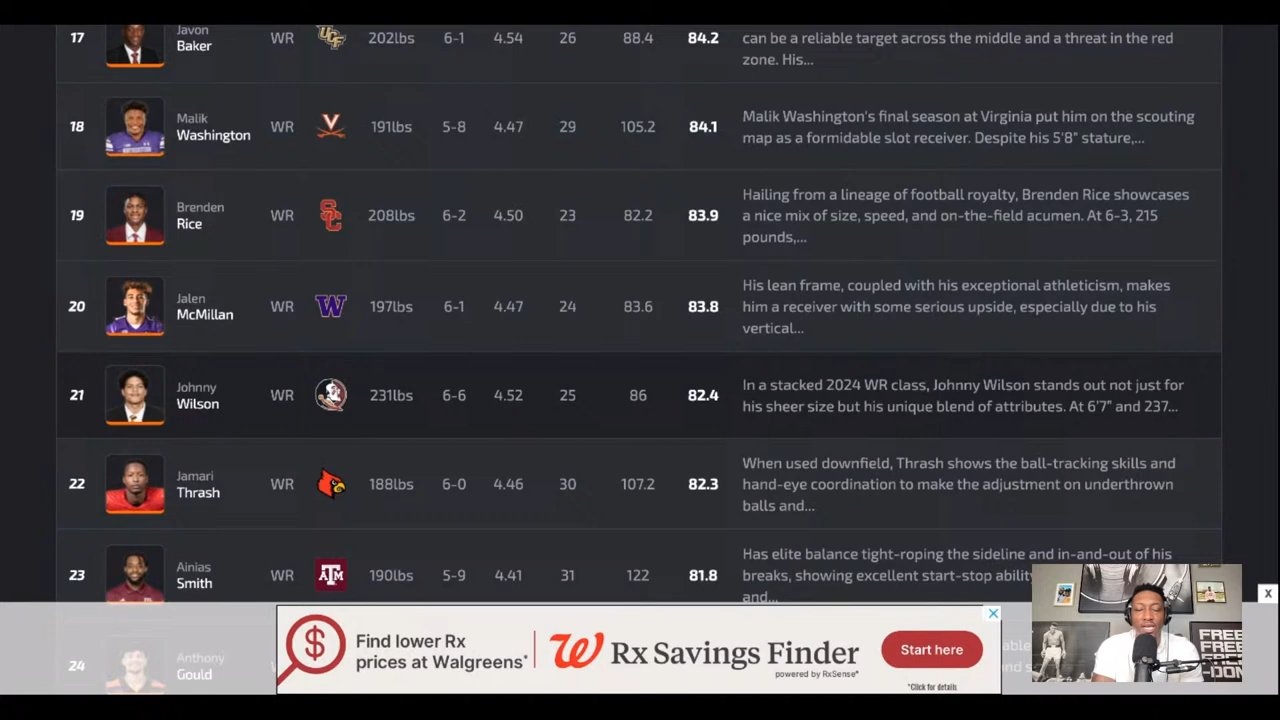 17 Javon Baker WR UCF 202lbs 6-1 4.54 26 88.4 84.2
can be a reliable target across the middle and a threat in the red
zone. His...
18 Malik Washington WR 191lbs 5-8 4.47 29 105.2 84.1
Malik Washington's final season at Virginia put him on the scouting
map as a formidable slot receiver. Despite his 5'8" stature,...
19 Brenden Rice WR SC 208lbs 6-2 4.50 23 82.2 83.9
Hailing from a lineage of football royalty, Brenden Rice showcases
a nice mix of size, speed, and on-the-field acumen. At 6-3, 215
pounds,...
20 Jalen McMillan WR W 197lbs 6-1 4.47 24 83.6 83.8
His lean frame, coupled with his exceptional athleticism, makes
him a receiver with some serious upside, especially due to his
vertical...
21 Johnny Wilson WR 231lbs 6-6 4.52 25 86 82.4
In a stacked 2024 WR class, Johnny Wilson stands out not just for
his sheer size but his unique blend of attributes. At 6'7" and 237...
22 Jamari Thrash WR 188lbs 6-0 4.46 30 107.2 82.3
When used downfield, Thrash shows the ball-tracking skills and
hand-eye coordination to make the adjustment on underthrown
balls and...
23 Ainias Smith WR ATM 190lbs 5-9 4.41 31 122 81.8
Has elite balance tight-roping the sideline and in-and-out of his
breaks, showing excellent start-stop ability
and...
24 Anthony Gould
Find lower Rx
prices at Walgreens*
W Rx Savings Finder
powered by RxSense*
Start here
*Click for details
X
FREE
FREE
FRE
-DOM